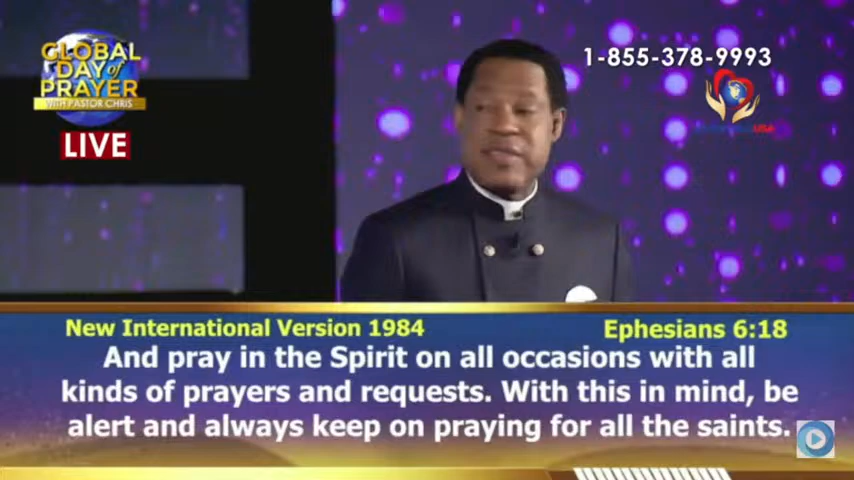 GLOBAL
DAY of
PRAYER
WITH PASTOR CHRIS
LIVE
1-855-378-9993
USA
New International Version 1984
Ephesians 6:18
And pray in the Spirit on all occasions with all
kinds of prayers and requests. With this in mind, be
alert and always keep on praying for all the saints.